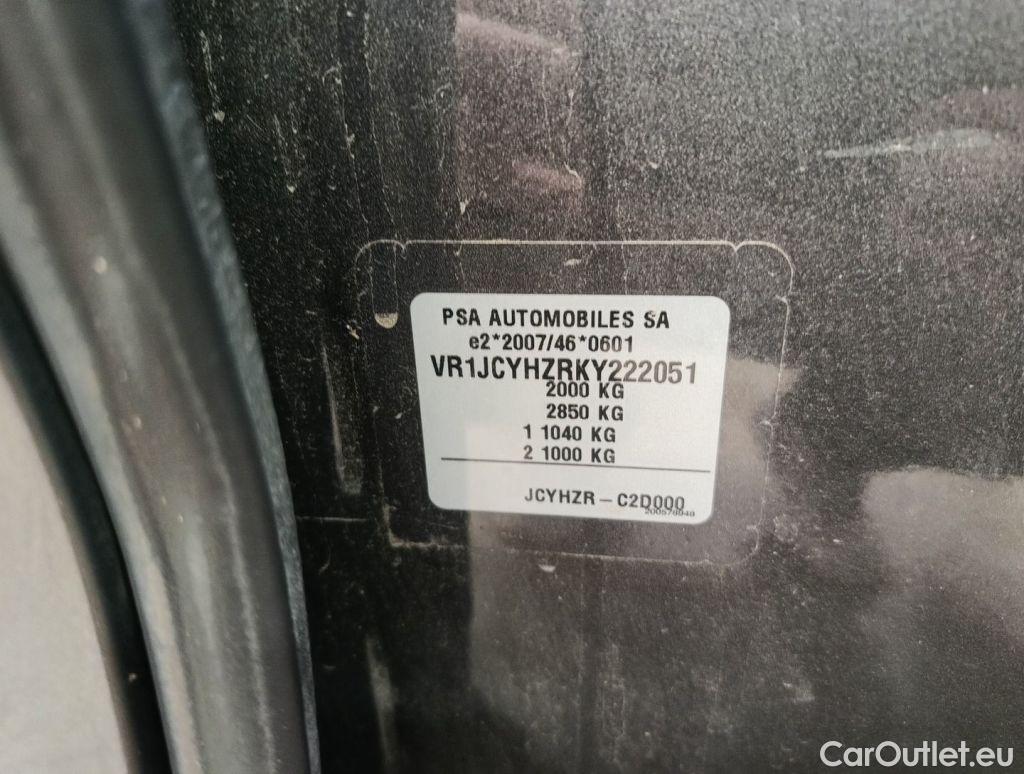 PSA AUTOMOBILES SA
e2*2007/46*0601
VR1JCYHZRKY222051
2000 KG
2850 KG
1 1040 KG
2 1000 KG
JCYHZR – C2D000
CarOutlet.eu